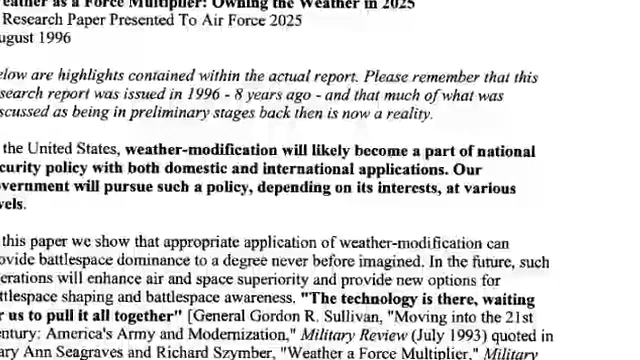 eather as a Force Multiplier: Owning the Weather in 2025
Research Paper Presented To Air Force 2025
ugust 1996
elow are highlights contained within the actual report. Please remember that this
search report was issued in 1996 - 8 years ago - and that much of what was
scussed as being in preliminary stages back then is now a reality.
the United States, weather-modification will likely become a part of national
curity policy with both domestic and international applications. Our
vernment will pursue such a policy, depending on its interests, at various
vels.
this paper we show that appropriate application of weather-modification can
ovide battlespace dominance to a degree never before imagined. In the future, such
erations will enhance air and space superiority and provide new options for
ttlespace shaping and battlespace awareness. "The technology is there, waiting
r us to pull it all together" [General Gordon R. Sullivan, "Moving into the 21st
entury: America's Army and Modernization," Military Review (July 1993) quoted in
ary Ann Seagraves and Richard Szymber, "Weather a Force Multiplier," Military